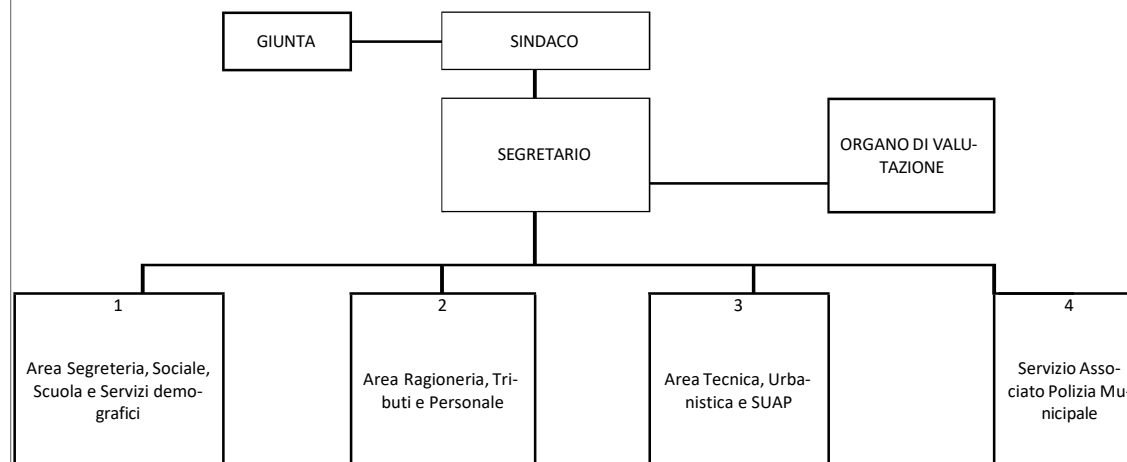 GIUNTA
SINDACO
SEGRETARIO
ORGANO DI VALU-
TAZIONE
1
Area Segreteria, Sociale,
Scuola e Servizi demo-
grafici
2
Area Ragioneria, Tri-
buti e Personale
3
Area Tecnica, Urba-
nistica e SUAP
4
Servizio Asso-
ciato Polizia Mu-
nicipale